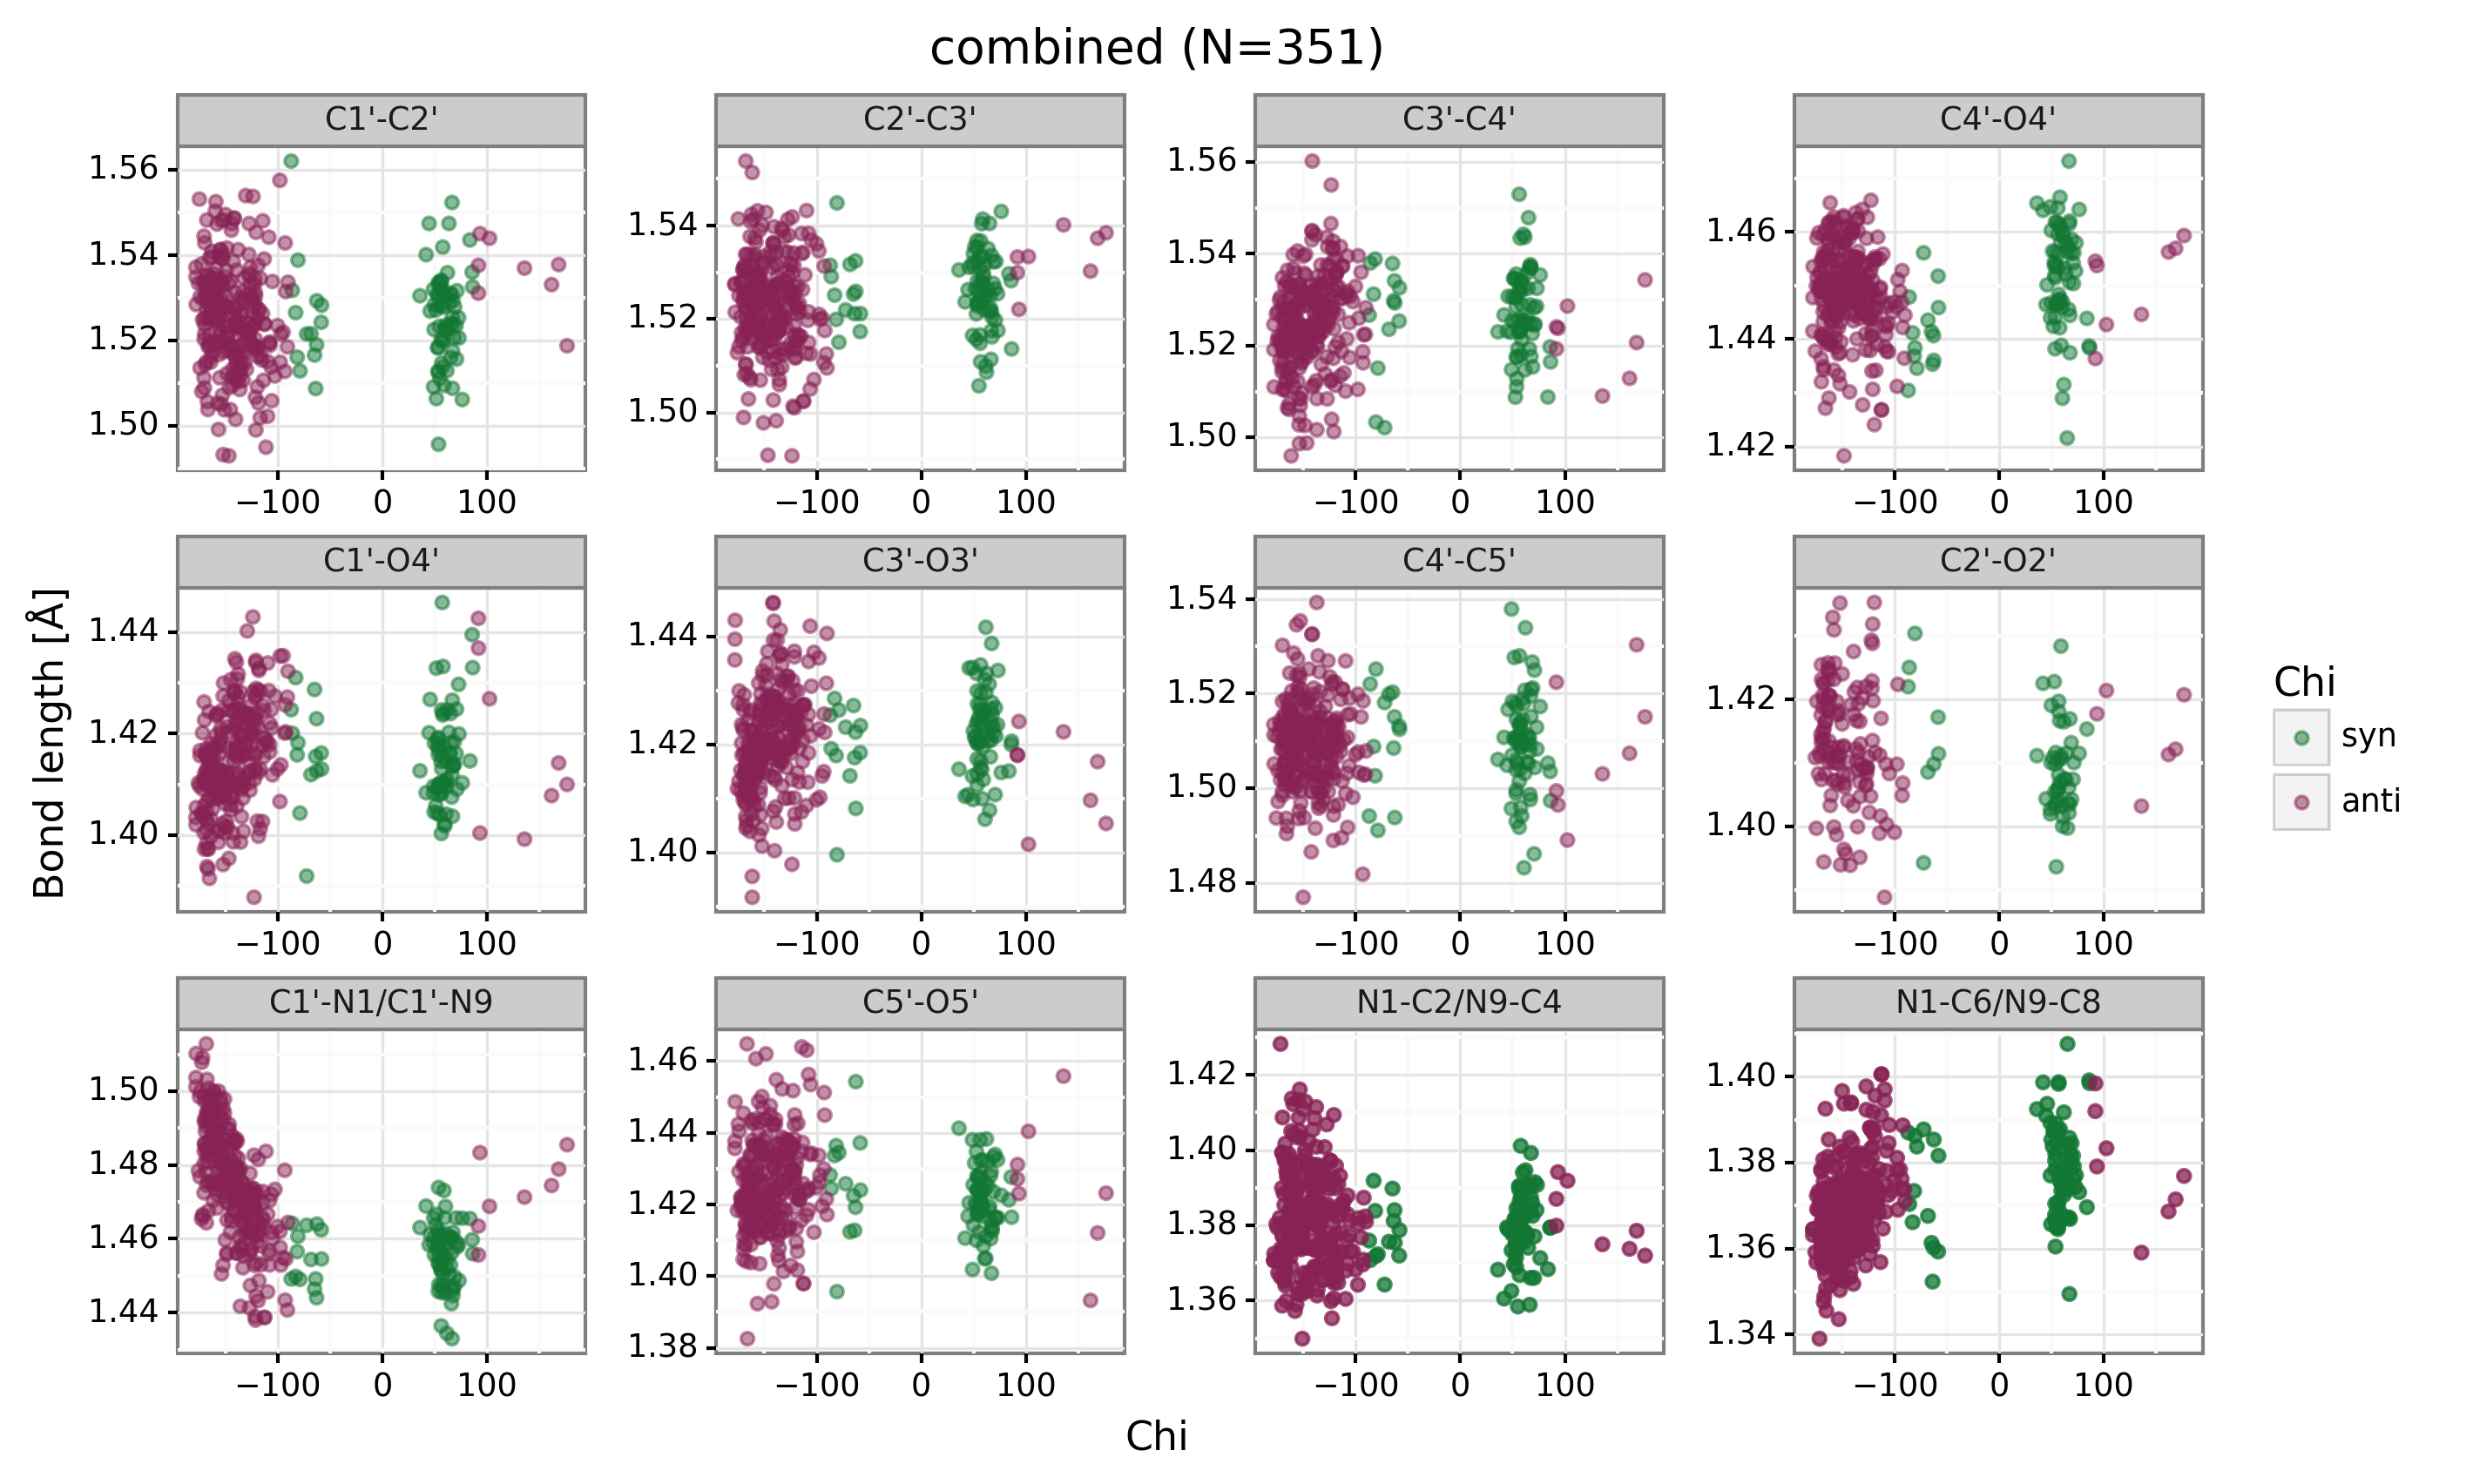 combined (N=351)
C1'-C2' C2'-C3' C3'-C4' C4'-O4'
1.56 1.54 1.52 1.50
1.54 1.52 1.50
1.56 1.54 1.52 1.50
1.46 1.44 1.42
−100 0 100 −100 0 100 −100 0 100 −100 0 100
C1'-O4' C3'-O3' C4'-C5' C2'-O2'
1.44 1.42 1.40
1.44 1.42 1.40
1.54 1.52 1.50 1.48
1.42 1.40
−100 0 100 −100 0 100 −100 0 100 −100 0 100
C1'-N1/C1'-N9 C5'-O5' N1-C2/N9-C4 N1-C6/N9-C8
1.50 1.48 1.46 1.44
1.46 1.44 1.42 1.40 1.38
1.42 1.40 1.38 1.36
1.40 1.38 1.36 1.34
−100 0 100 −100 0 100 −100 0 100 −100 0 100
Bond length [Å]
Chi
Chi
syn
anti